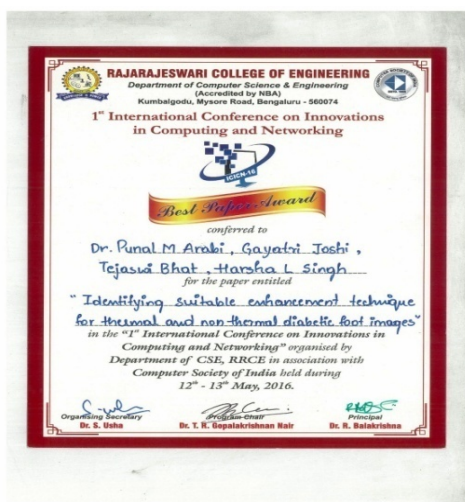 RAJARAJESWARI COLLEGE OF ENGINEERING
Department of Computer Science & Engineering
(Accredited by NBA)
Kumbalgodu, Mysore Road, Bengaluru - 560074
1st International Conference on Innovations
in Computing and Networking
ICICN-16
Best Paper Award
conferred to
Dr. Punal M Arabi, Gayatri Joshi,
Tejaswi Bhat, Harsha L Singh
for the paper entitled
"Identifying suitable enhancement technique
for thermal and non thermal diabetic foot images"
in the "1st International Conference on Innovations in
Computing and Networking" organised by
Department of CSE, RRCE in association with
Computer Society of India held during
12th - 13th May, 2016.
Organising Secretary
Dr. S. Usha
Program Chair
Dr. T. R. Gopalakrishnan Nair
Principal
Dr. R. Balakrishna